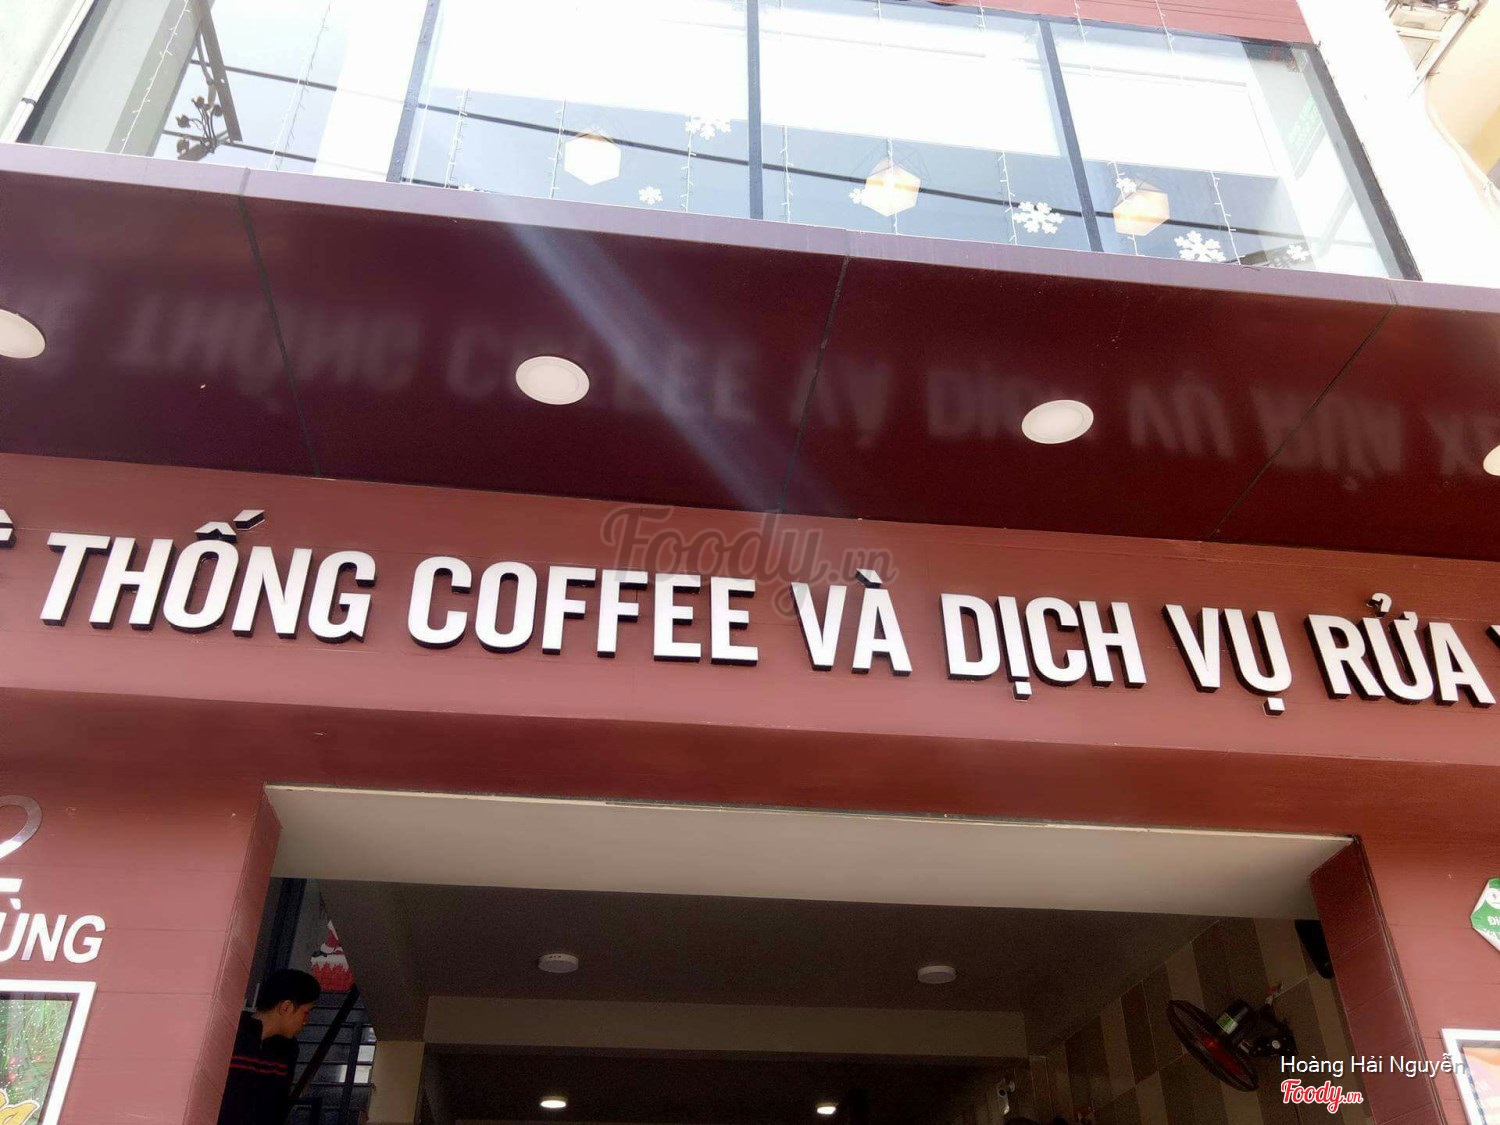 THỐNG COFFEE VÀ DỊCH VỤ RỬA
Foody.vn
ÙNG
Hoàng Hải Nguyễn
Foody.vn